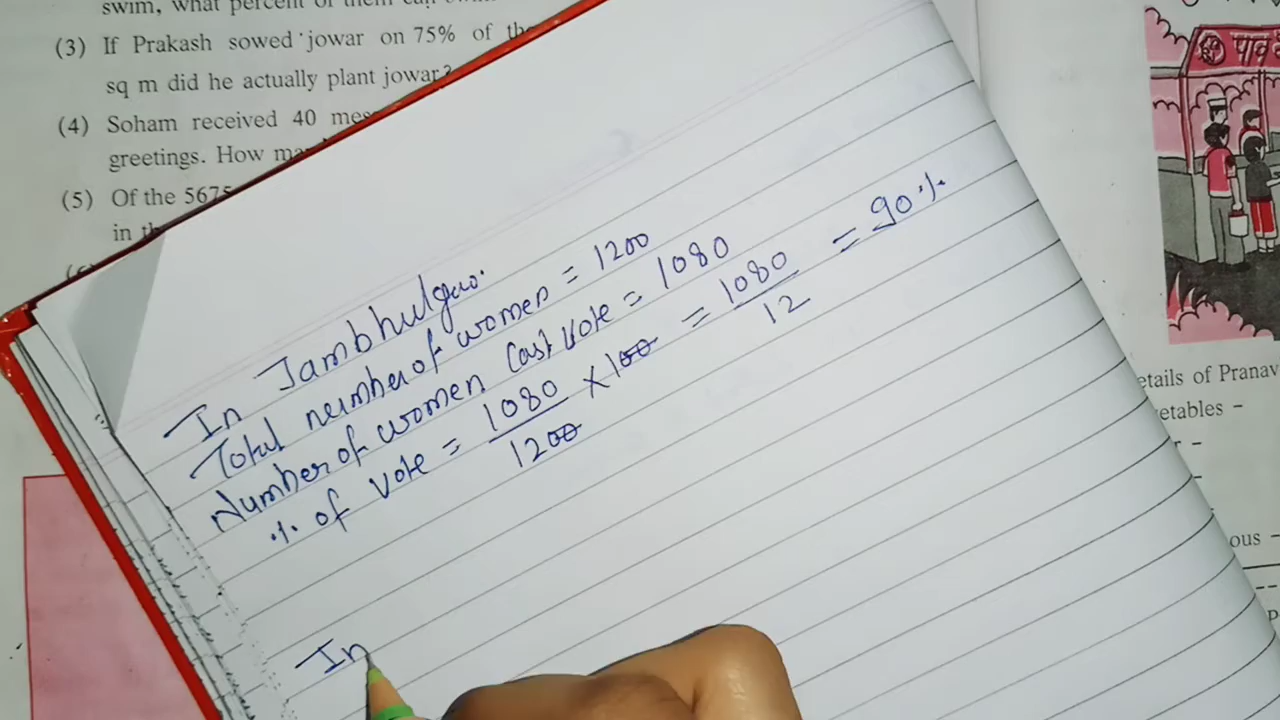 swim, what percent of them can
(3) If Prakash sowed jowar on 75% of the
sq m did he actually plant jowar?
(4) Soham received 40
greetings. How
(5) Of the 5675
in
In Jambhulgao.
Total number of women = 1200
Number of women Cast Vote = 1080
% of Vote = 1080/1200 × 100 = 1080/12 = 90 %
In
पाव
etails of Pranav
etables -
ous -